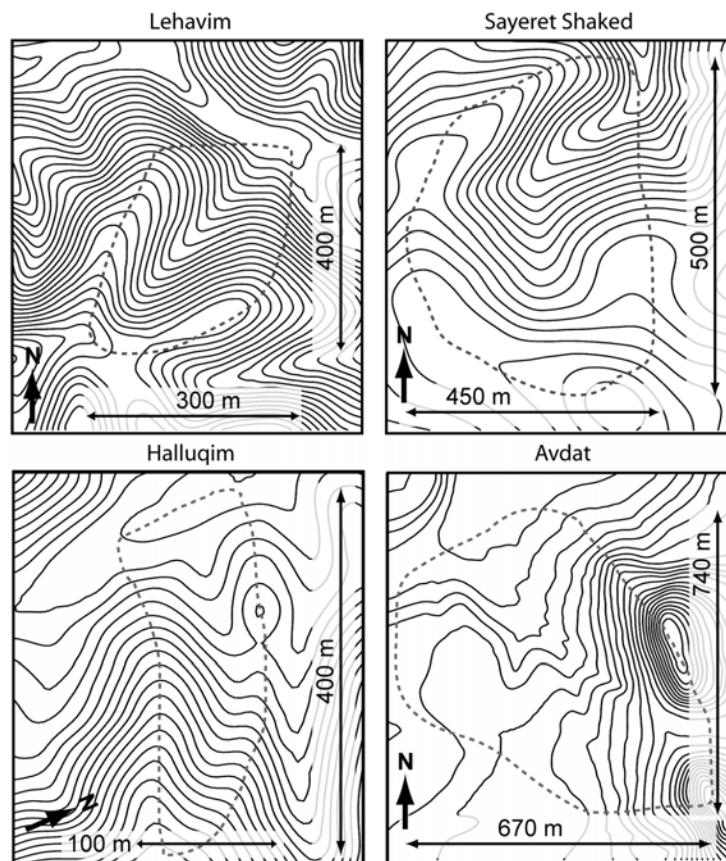 Lehavim
Sayeret Shaked
400 m
500 m
N
300 m
N
450 m
Halluqim
Avdat
400 m
740 m
N
100 m
N
670 m